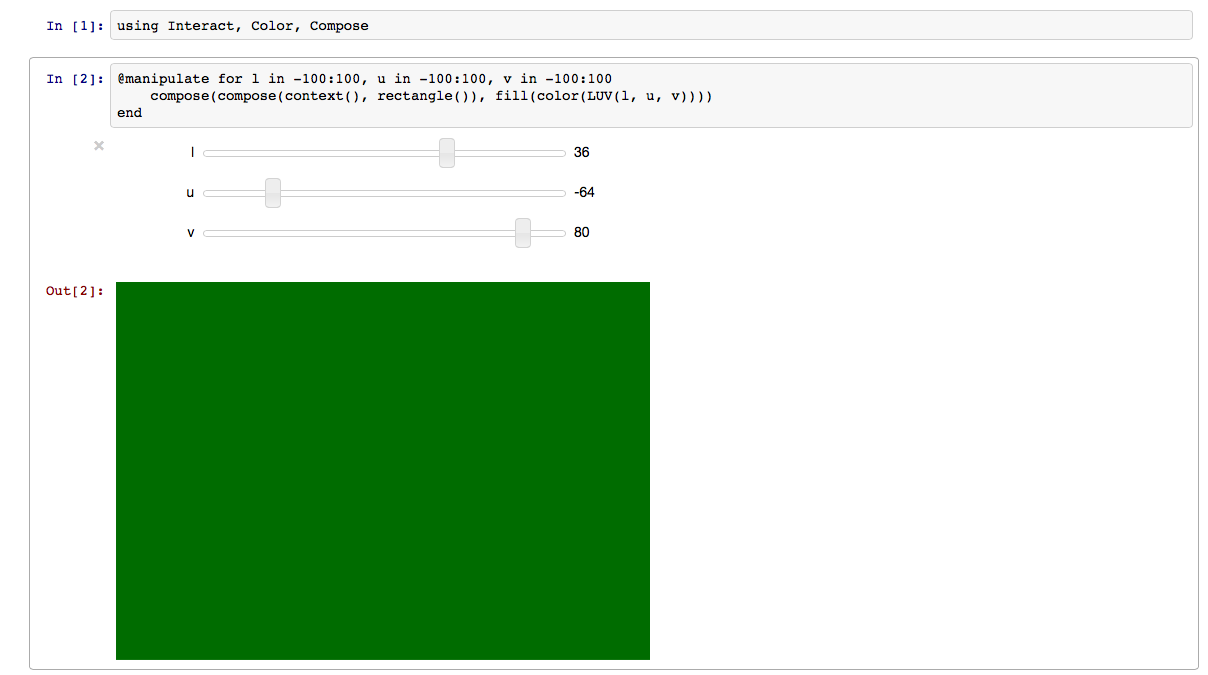 In [1]: using Interact, Color, Compose
In [2]: @manipulate for l in -100:100, u in -100:100, v in -100:100
compose(compose(context(), rectangle()), fill(color(LUV(l, u, v))))
end
l 36
u -64
v 80
Out[2]: